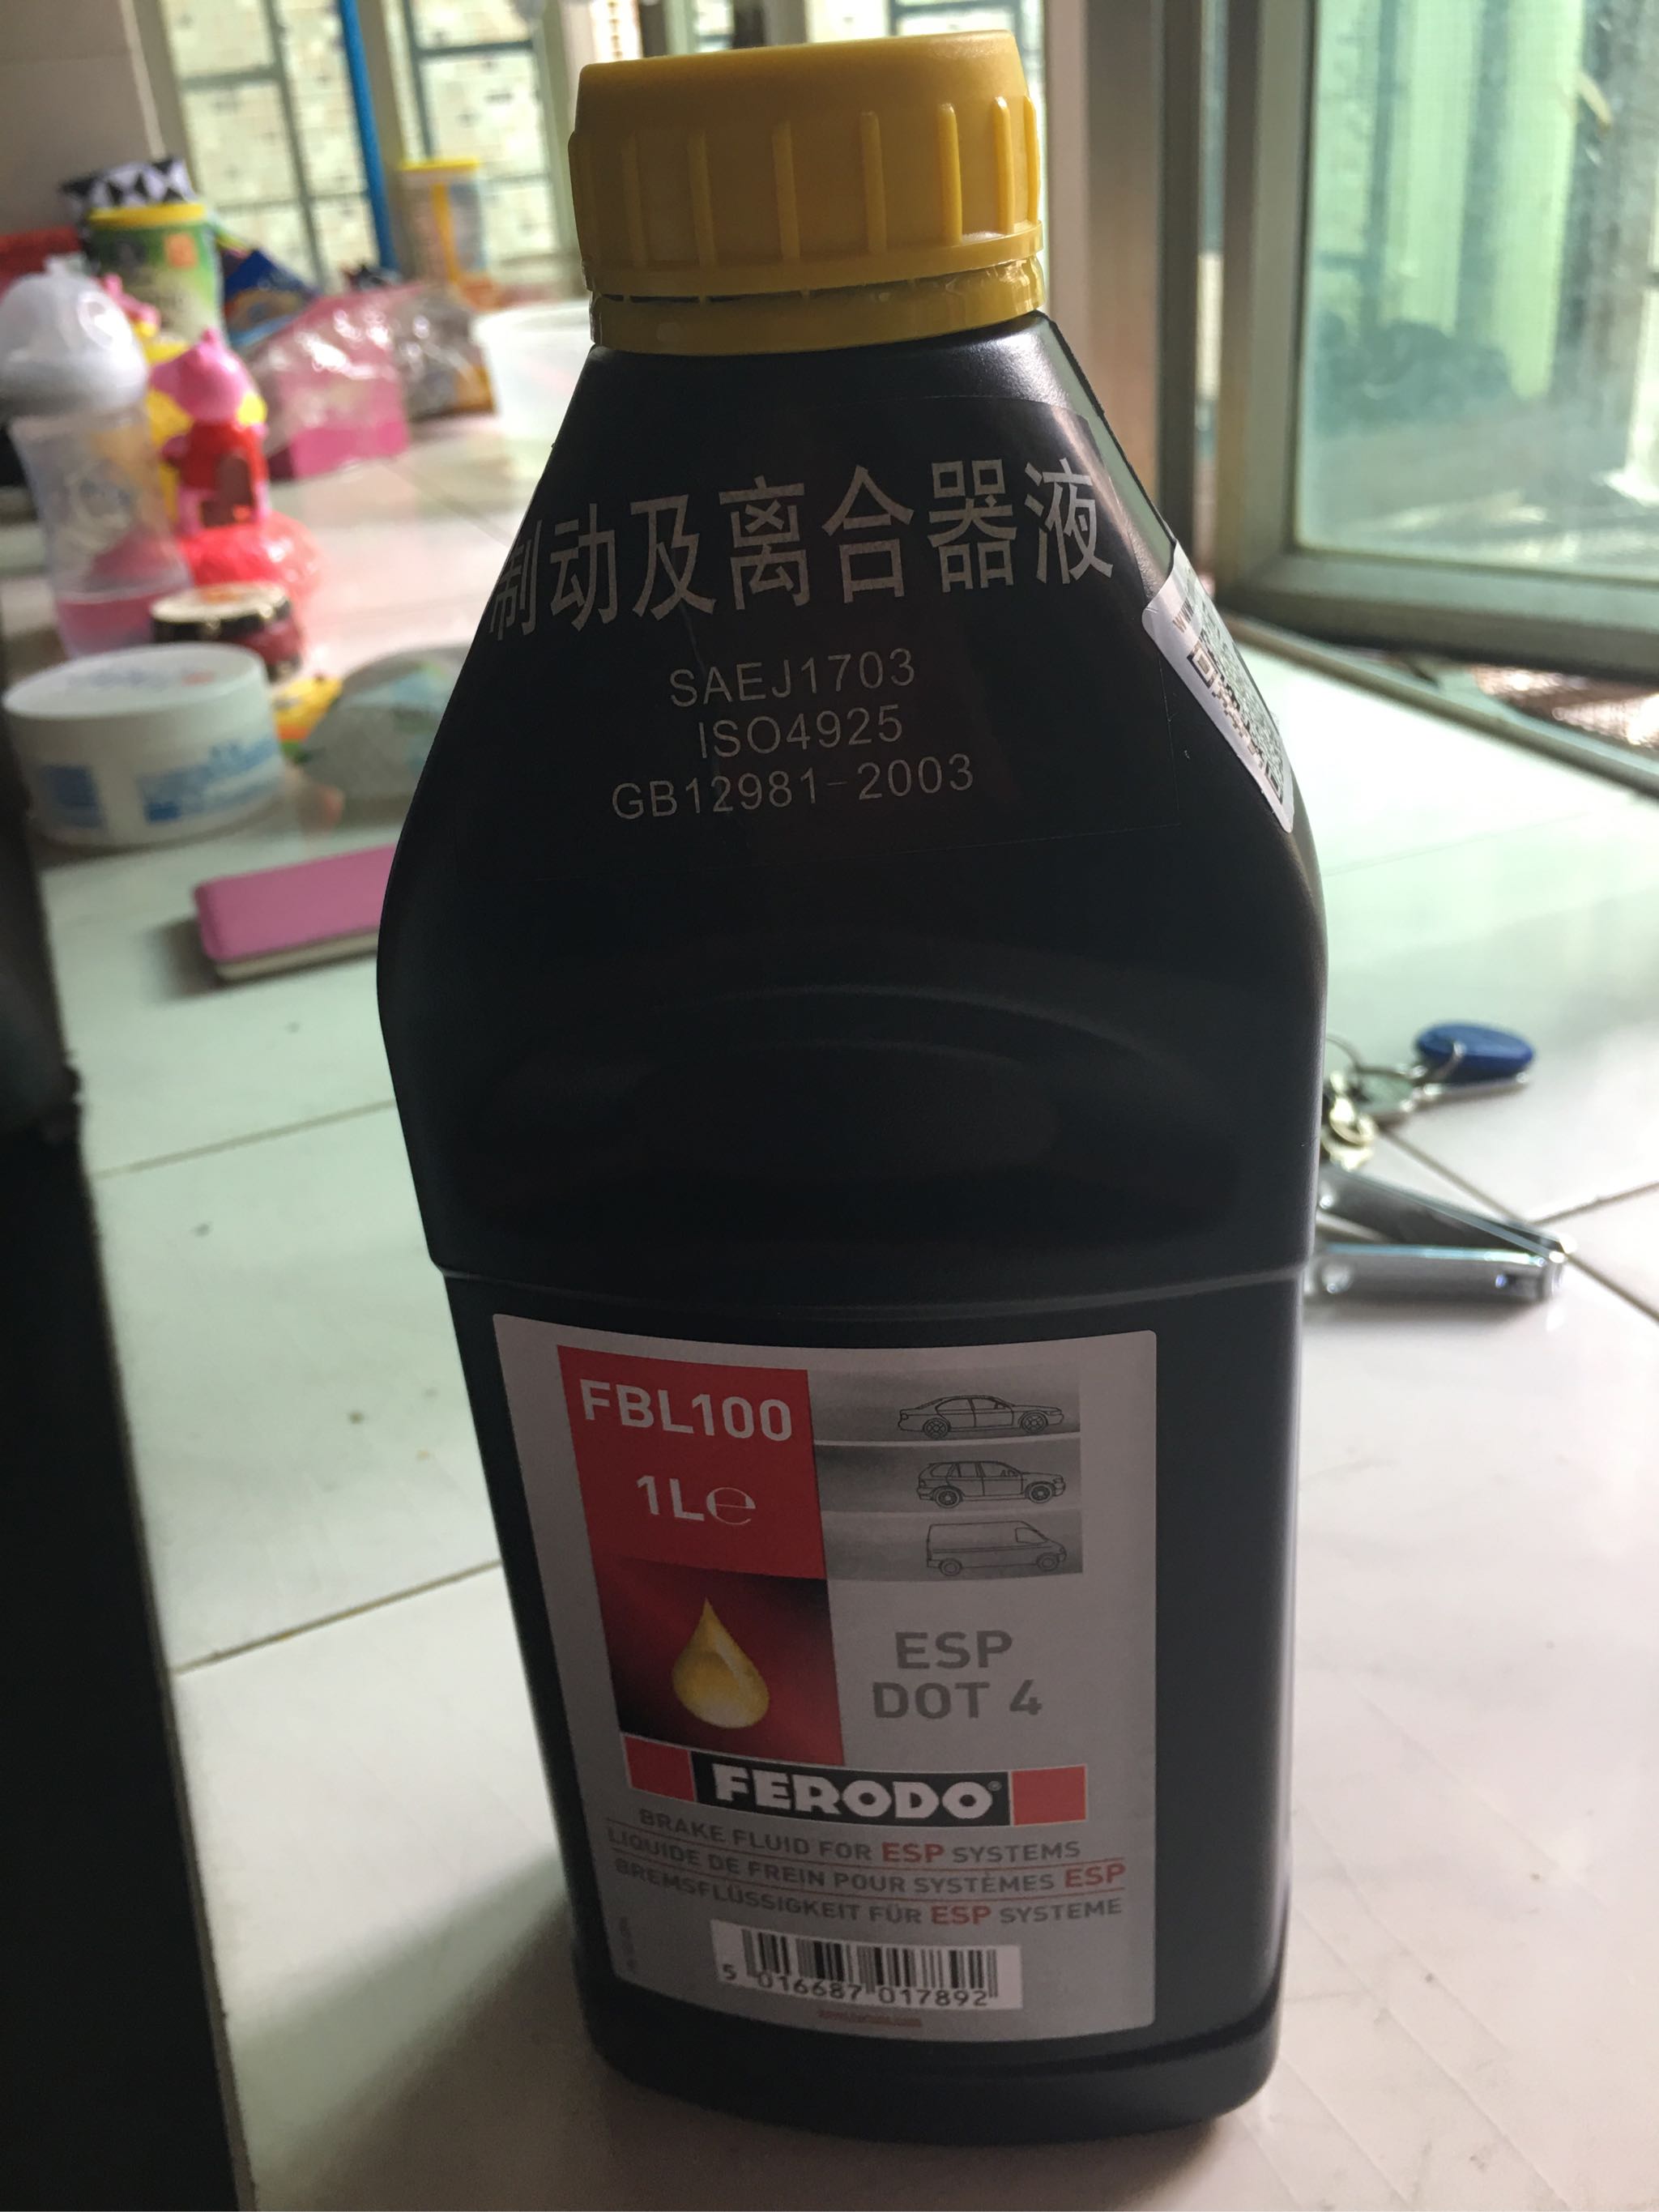 制动及离合器液
SAEJ1703
ISO4925
GB12981-2003
FBL100
1L℮
ESP
DOT 4
FERODO®
BRAKE FLUID FOR ESP SYSTEMS
LIQUIDE DE FREIN POUR SYSTÈMES ESP
BREMSFLÜSSIGKEIT FÜR ESP SYSTEME
5 016687 017892